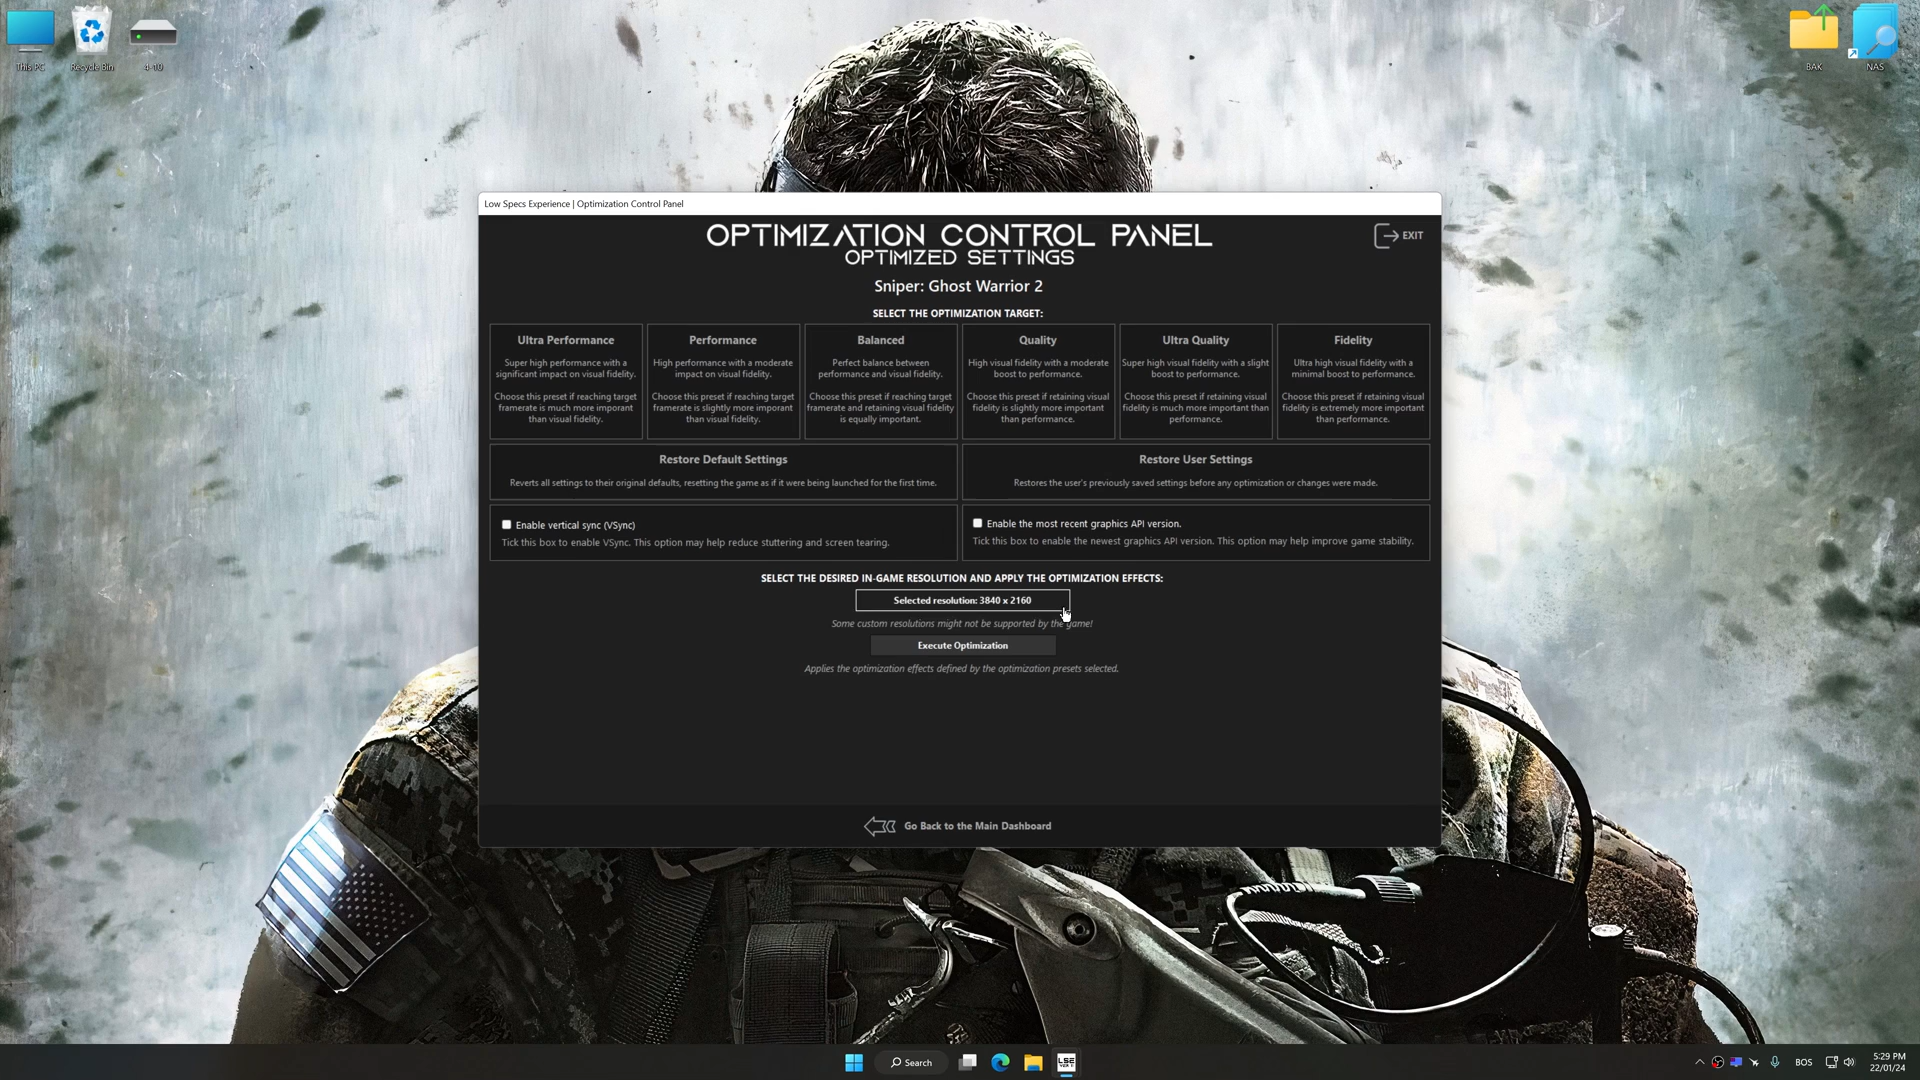 This PC
Recycle Bin
4-10
BAK
NAS
Low Specs Experience | Optimization Control Panel
OPTIMIZATION CONTROL PANEL
EXIT
OPTIMIZED SETTINGS
Sniper: Ghost Warrior 2
SELECT THE OPTIMIZATION TARGET:
Ultra Performance
Super high performance with a
significant impact on visual fidelity.
Choose this preset if reaching target
framerate is much more imporant
than visual fidelity.
Performance
High performance with a moderate
impact on visual fidelity.
Choose this preset if reaching target
framerate is slightly more imporant
than visual fidelity.
Balanced
Perfect balance between
performance and visual fidelity.
Choose this preset if reaching target
framerate and retaining visual fidelity
is equally important.
Quality
High visual fidelity with a moderate
boost to performance.
Choose this preset if retaining visual
fidelity is slightly more important
than performance.
Ultra Quality
Super high visual fidelity with a slight
boost to performance.
Choose this preset if retaining visual
fidelity is much more important than
performance.
Fidelity
Ultra high visual fidelity with a
minimal boost to performance.
Choose this preset if retaining visual
fidelity is extremely more important
than performance.
Restore Default Settings
Reverts all settings to their original defaults, resetting the game as if it were being launched for the first time.
Restore User Settings
Restores the user's previously saved settings before any optimization or changes were made.
Enable vertical sync (VSync)
Tick this box to enable VSync. This option may help reduce stuttering and screen tearing.
Enable the most recent graphics API version.
Tick this box to enable the newest graphics API version. This option may help improve game stability.
SELECT THE DESIRED IN-GAME RESOLUTION AND APPLY THE OPTIMIZATION EFFECTS:
Selected resolution: 3840 x 2160
Some custom resolutions might not be supported by the game!
Execute Optimization
Applies the optimization effects defined by the optimization presets selected.
Go Back to the Main Dashboard
Search
LSE
BOS
5:29 PM
22/01/24